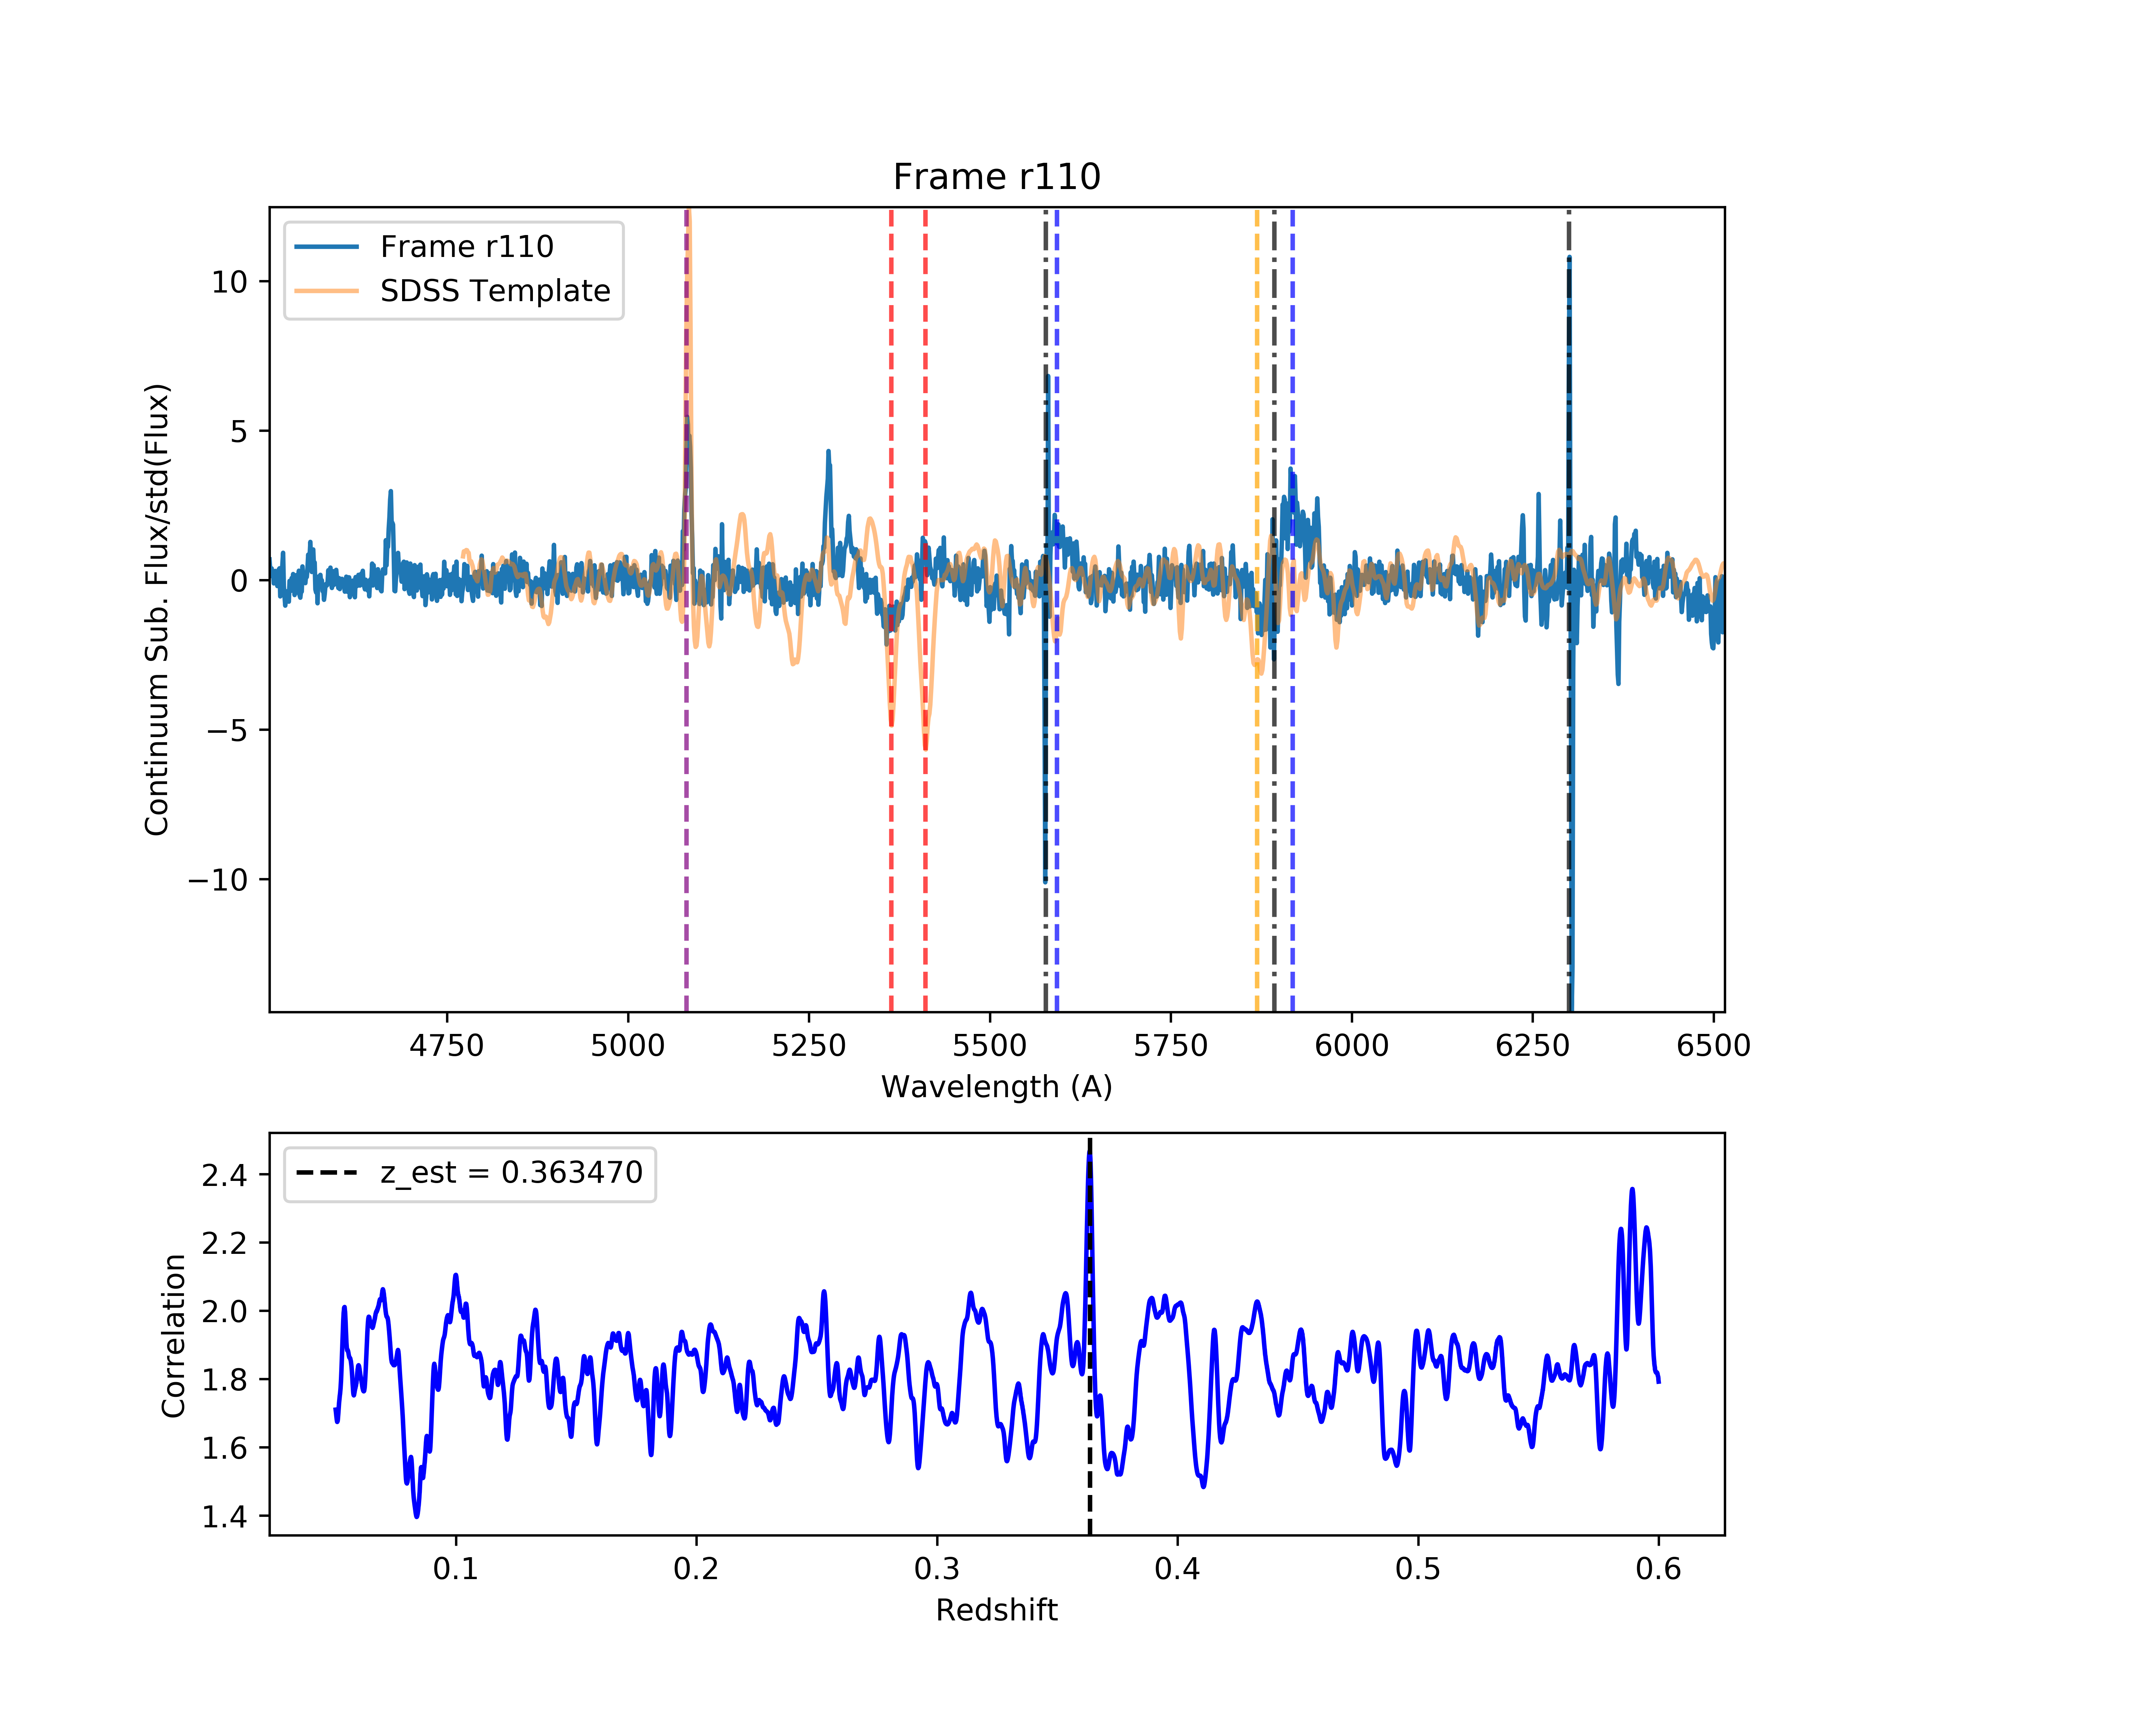 Frame r110
Frame r110
SDSS Template
10
5
0
−5
−10
Continuum Sub. Flux/std(Flux)
4750 5000 5250 5500 5750 6000 6250 6500
Wavelength (A)
z_est = 0.363470
2.4
2.2
2.0
1.8
1.6
1.4
Correlation
0.1 0.2 0.3 0.4 0.5 0.6
Redshift